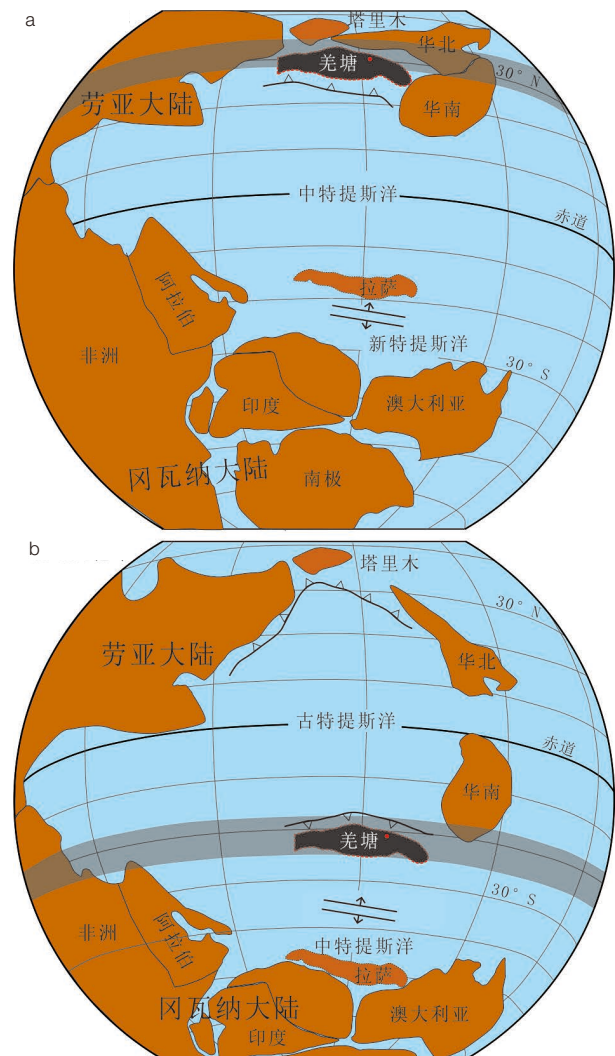 a
塔里木
华北
羌塘
30° N
劳亚大陆
华南
中特提斯洋
赤道
阿拉伯
拉萨
非洲
新特提斯洋
30° S
印度
澳大利亚
冈瓦纳大陆
南极
b
塔里木
30° N
劳亚大陆
华北
古特提斯洋
赤道
华南
羌塘
30° S
非洲
阿拉伯
中特提斯洋
拉萨
冈瓦纳大陆
澳大利亚
印度